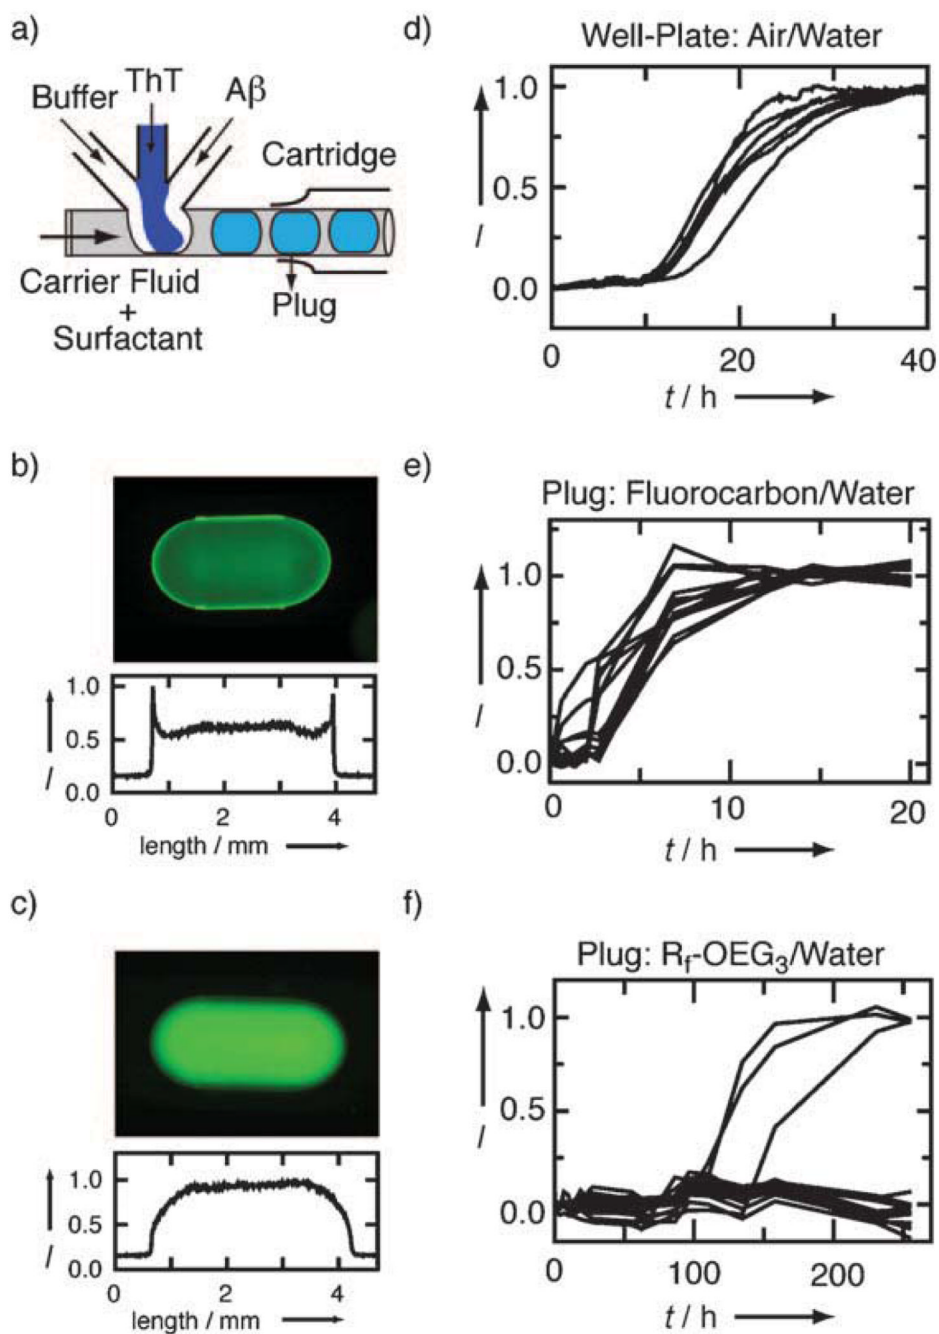 a)
Buffer
ThT
Aβ
Cartridge
Carrier Fluid
+
Surfactant
Plug
b)
I
1.0
0.5
0.0
0 2 4
length / mm
c)
I
1.0
0.5
0.0
0 2 4
length / mm
d)
Well-Plate: Air/Water
I
1.0
0.5
0.0
0 20 40
t / h
e)
Plug: Fluorocarbon/Water
I
1.0
0.5
0.0
0 10 20
t / h
f)
Plug: Rf-OEG3/Water
I
1.0
0.5
0.0
0 100 200
t / h